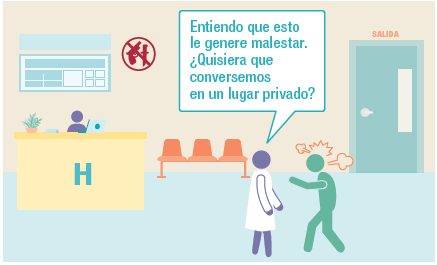 Entiendo que esto
le genere malestar.
¿Quisiera que
conversemos
en un lugar privado?
SALIDA
H